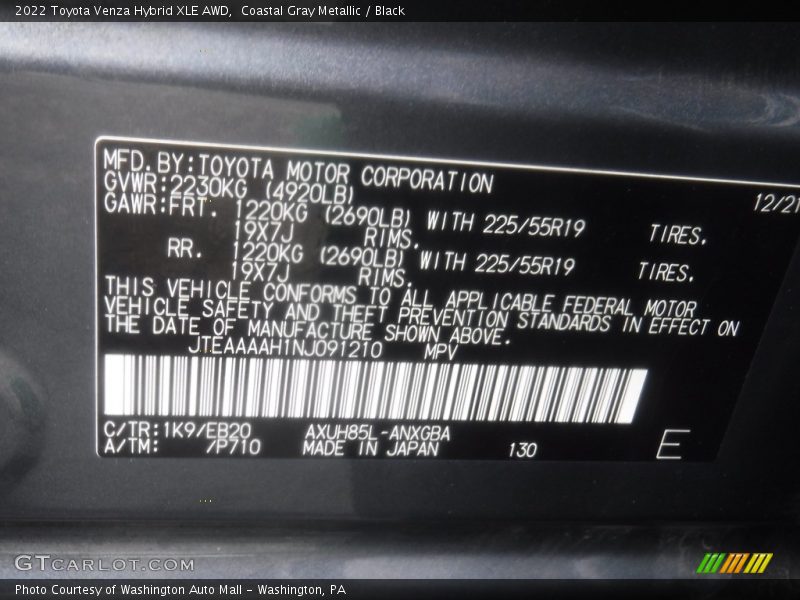 2022 Toyota Venza Hybrid XLE AWD, Coastal Gray Metallic / Black
MFD.BY:TOYOTA MOTOR CORPORATION 12/21
GVWR:2230KG (4920LB)
GAWR:FRT. 1220KG (2690LB) WITH 225/55R19 TIRES.
19X7J RIMS.
RR. 1220KG (2690LB) WITH 225/55R19 TIRES.
19X7J RIMS.
THIS VEHICLE CONFORMS TO ALL APPLICABLE FEDERAL MOTOR
VEHICLE SAFETY AND THEFT PREVENTION STANDARDS IN EFFECT ON
THE DATE OF MANUFACTURE SHOWN ABOVE.
JTEAAAAH1NJ091210 MPV
C/TR:1K9/EB20 AXUH85L-ANXGBA
A/TM: /P710 MADE IN JAPAN 130 E
GTCARLOT.COM
Photo Courtesy of Washington Auto Mall - Washington, PA